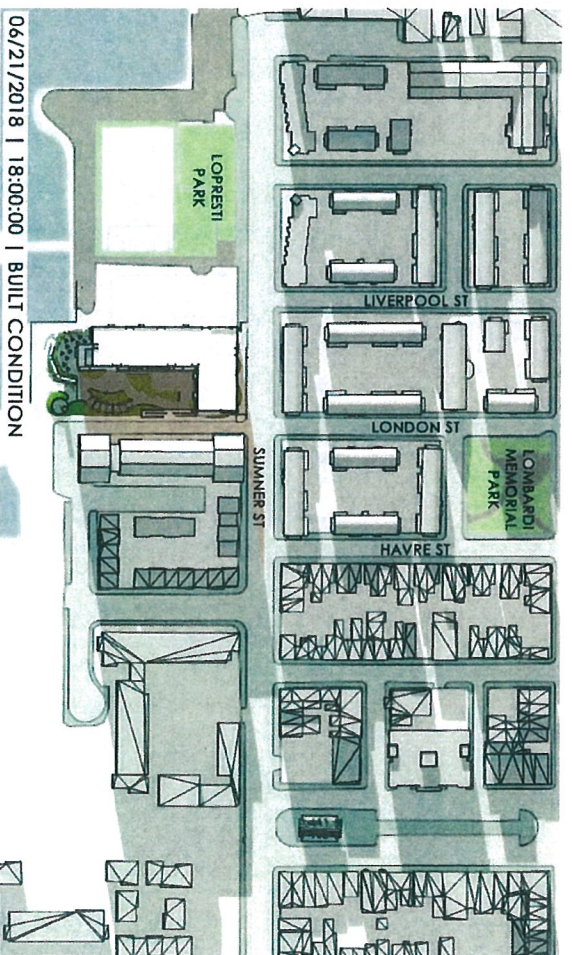 06/21/2018 | 18:00:00 | BUILT CONDITION
LOPRESTI
PARK
LIVERPOOL ST
LONDON ST
SUMNER ST
LOMBARDI
MEMORIAL
PARK
HAVRE ST